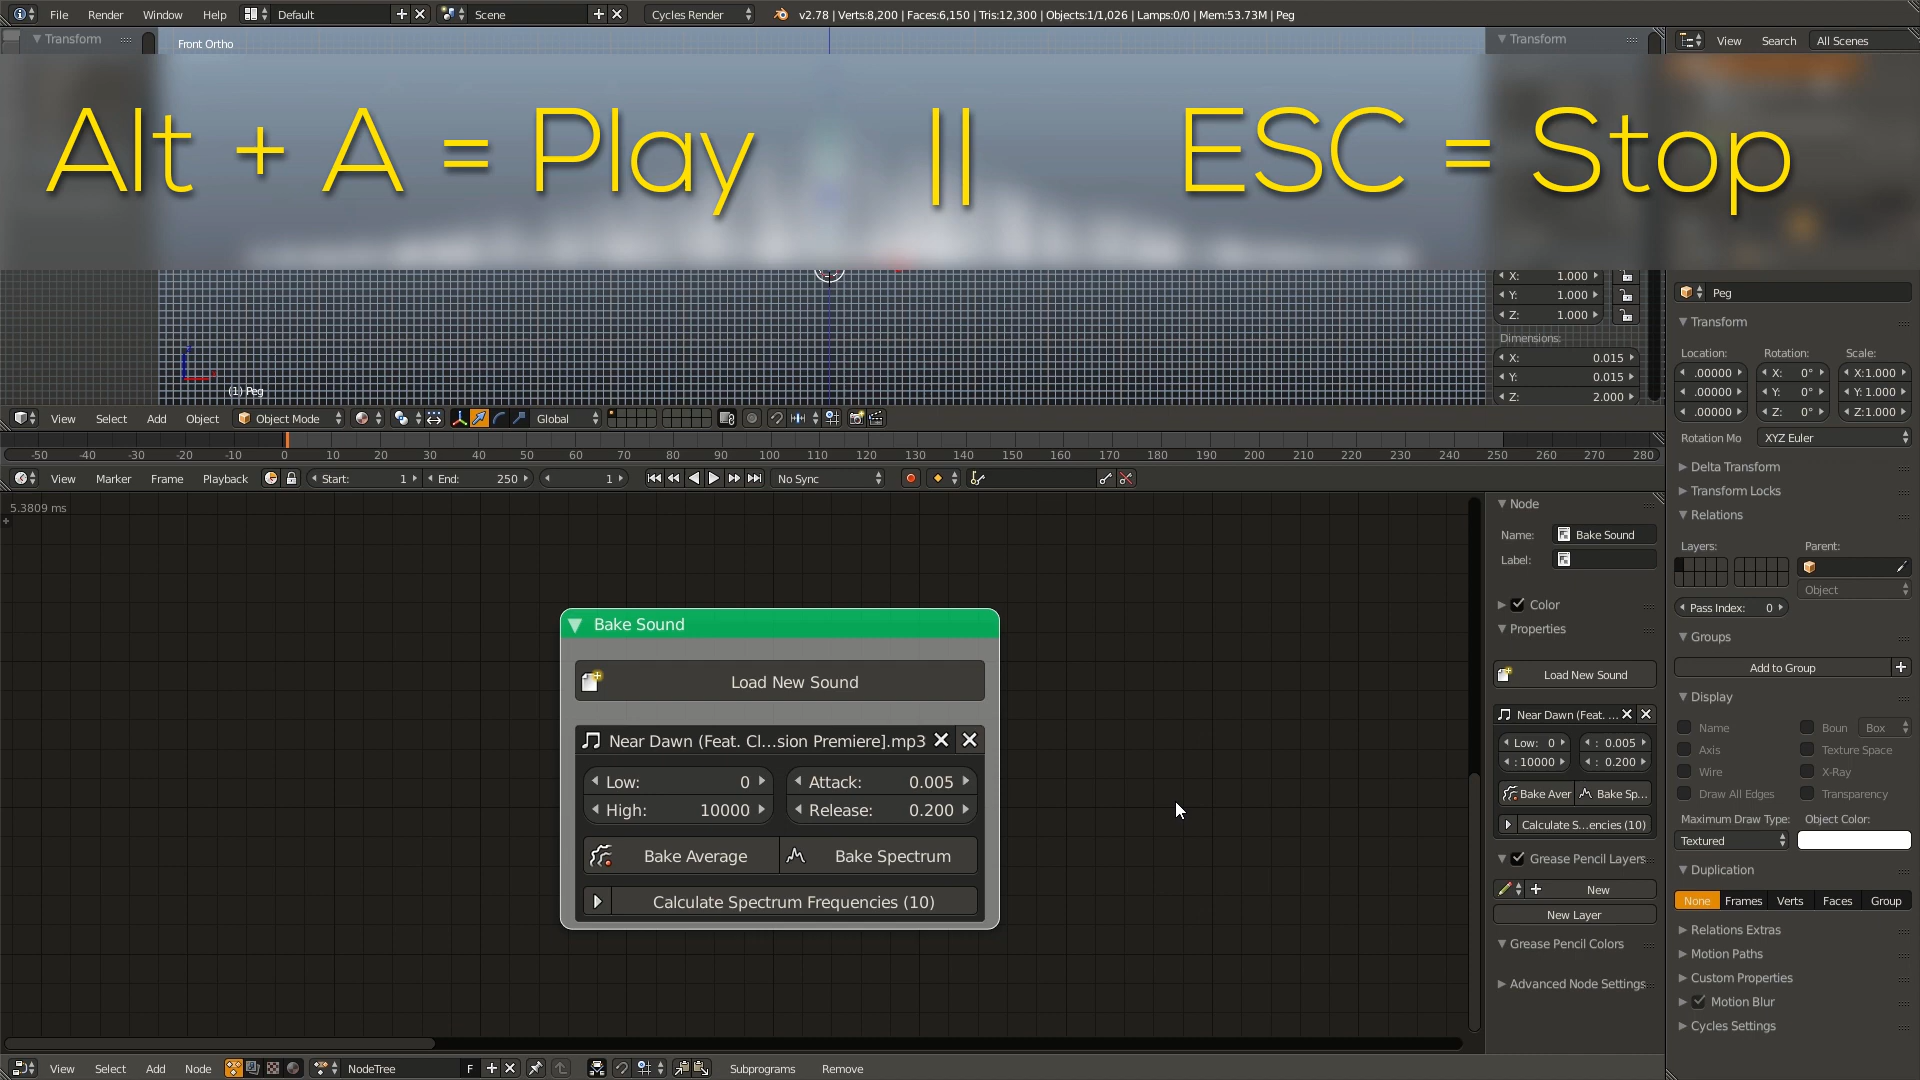 File Render Window Help Default Scene Cycles Render v2.78 | Verts:8,200 | Faces:6,150 | Tris:12,300 | Objects:1/1,026 | Lamps:0/0 | Mem:53.73M | Peg
Transform
Front Ortho
Transform
View Search All Scenes
Alt + A = Play || ESC = Stop
X: 1.000
Y: 1.000
Z: 1.000
Dimensions:
X: 0.015
Y: 0.015
Z: 2.000
(1) Peg
View Select Add Object Object Mode Global
-50 -40 -30 -20 -10 0 10 20 30 40 50 60 70 80 90 100 110 120 130 140 150 160 170 180 190 200 210 220 230 240 250 260 270 280
View Marker Frame Playback Start: 1 End: 250 1 No Sync
5.3809 ms
Bake Sound
Load New Sound
Near Dawn (Feat. Cl...sion Premiere].mp3
Low: 0 Attack: 0.005
High: 10000 Release: 0.200
Bake Average Bake Spectrum
Calculate Spectrum Frequencies (10)
Node
Name: Bake Sound
Label:
Color
Properties
Load New Sound
Near Dawn (Feat. ...
Low: 0 : 0.005
: 10000 : 0.200
Bake Aver Bake Sp...
Calculate S...encies (10)
Grease Pencil Layers
New
New Layer
Grease Pencil Colors
Advanced Node Settings
Peg
Transform
Location: Rotation: Scale:
.00000 X: 0° X:1.000
.00000 Y: 0° Y: 1.000
.00000 Z: 0° Z:1.000
Rotation Mo XYZ Euler
Delta Transform
Transform Locks
Relations
Layers: Parent:
Object
Pass Index: 0
Groups
Add to Group
Display
Name Boun Box
Axis Texture Space
Wire X-Ray
Draw All Edges Transparency
Maximum Draw Type: Object Color:
Textured
Duplication
None Frames Verts Faces Group
Relations Extras
Motion Paths
Custom Properties
Motion Blur
Cycles Settings
View Select Add Node NodeTree F Subprograms Remove